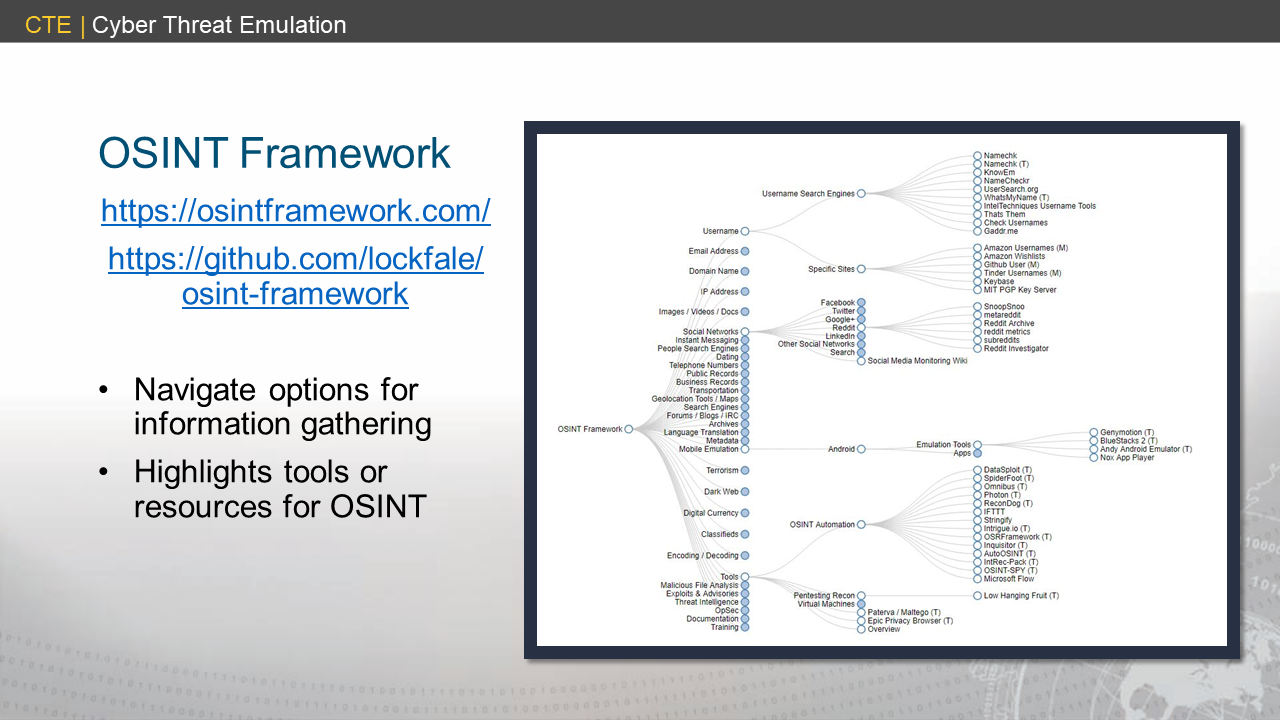 CTE | Cyber Threat Emulation
OSINT Framework
https://osintframework.com/
https://github.com/lockfale/
osint-framework
• Navigate options for
information gathering
• Highlights tools or
resources for OSINT
OSINT Framework
Username
Email Address
Domain Name
IP Address
Images / Videos / Docs
Social Networks
Instant Messaging
People Search Engines
Dating
Telephone Numbers
Public Records
Business Records
Transportation
Geolocation Tools / Maps
Search Engines
Forums / Blogs / IRC
Archives
Language Translation
Metadata
Mobile Emulation
Terrorism
Dark Web
Digital Currency
Classifieds
Encoding / Decoding
Tools
Malicious File Analysis
Exploits & Advisories
Threat Intelligence
OpSec
Documentation
Training
Username Search Engines
Specific Sites
Facebook
Twitter
Google+
Reddit
LinkedIn
Other Social Networks
Search
Social Media Monitoring Wiki
Android
OSINT Automation
Pentesting Recon
Virtual Machines
Paterva / Maltego (T)
Epic Privacy Browser (T)
Overview
Namechk
Namechk (T)
KnowEm
NameCheckr
UserSearch.org
WhatsMyName (T)
IntelTechniques Username Tools
Thats Them
Check Usernames
Gaddr.me
Amazon Usernames (M)
Amazon Wishlists
Github User (M)
Tinder Usernames (M)
Keybase
MIT PGP Key Server
SnoopSnoo
metareddit
Reddit Archive
reddit metrics
subreddits
Reddit Investigator
Emulation Tools
Apps
Genymotion (T)
BlueStacks 2 (T)
Andy Android Emulator (T)
Nox App Player
DataSploit (T)
SpiderFoot (T)
Omnibus (T)
Photon (T)
ReconDog (T)
IFTTT
Stringify
Intrigue.io (T)
OSRFramework (T)
Inquisitor (T)
AutoOSINT (T)
IntRec-Pack (T)
OSINT-SPY (T)
Microsoft Flow
Low Hanging Fruit (T)